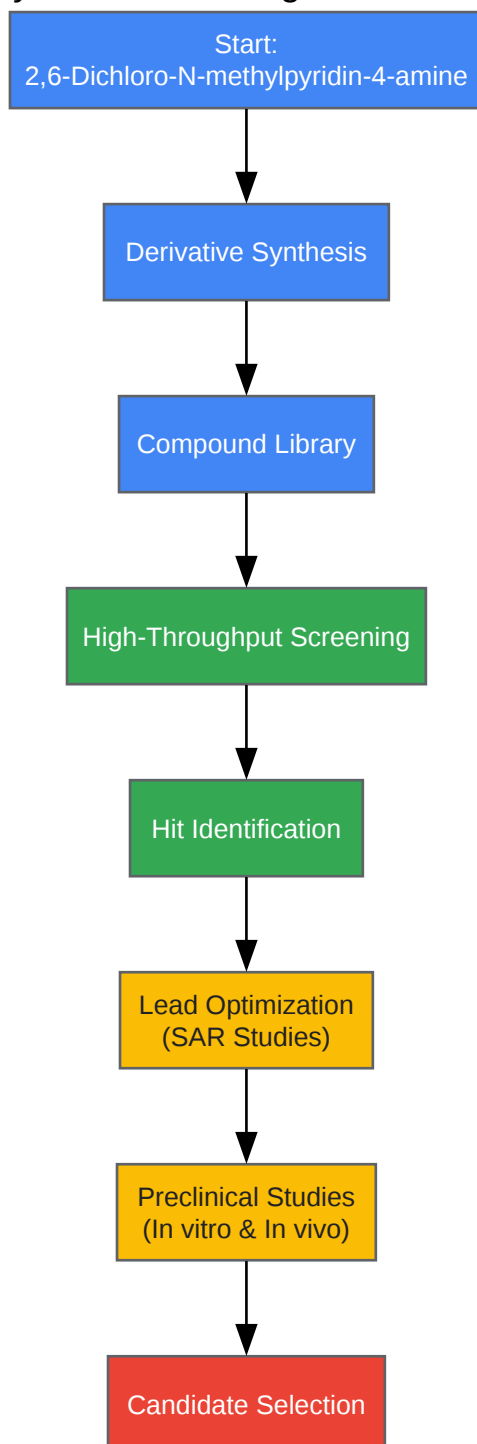 Start:
2,6-Dichloro-N-methylpyridin-4-amine
Derivative Synthesis
Compound Library
High-Throughput Screening
Hit Identification
Lead Optimization
(SAR Studies)
Preclinical Studies
(In vitro & In vivo)
Candidate Selection